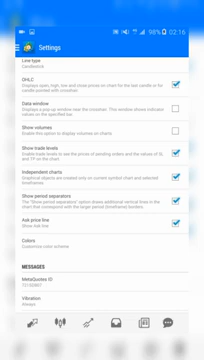 98% 02:16
Settings
Line type
Candlesticks
OHLC
Displays open, high, low and close prices on chart for the last candle or for
candle pointed with crosshair.
Data window
Displays a pop-up window near the crosshair. This window shows indicator
values on the specified bar.
Show volumes
Enable this option to display volumes on charts
Show trade levels
Enable trade levels to see the prices of pending orders and the values of SL
and TP on the chart.
Independent charts
Graphical objects are created only on current symbol chart and selected
timeframes.
Show period separators
The "Show period separators" option draws additional vertical lines in the
chart that correspond with the larger period (timeframe) borders.
Ask price line
Show Ask line
Colors
Customize color scheme
MESSAGES
MetaQuotes ID
Vibration
Always